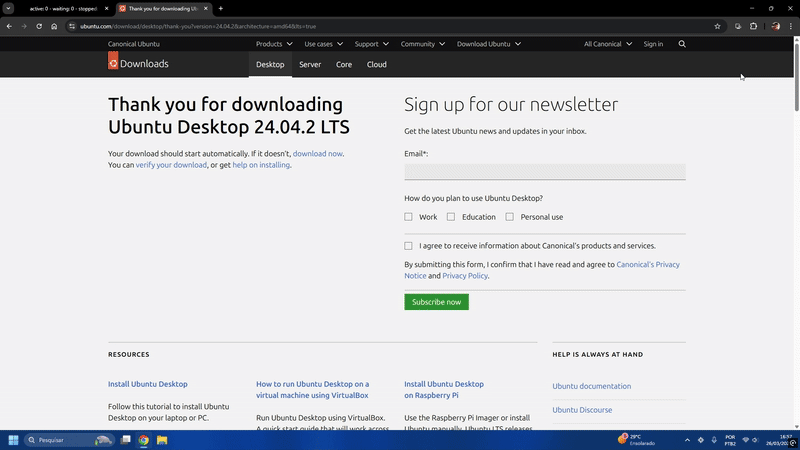 active: 0 - waiting: 0 - stopped
Thank you for downloading Ub
ubuntu.com/download/desktop/thank-you?version=24.04.2&architecture=amd64&lts=true
Canonical Ubuntu
Products
Use cases
Support
Community
Download Ubuntu
All Canonical
Sign in
Downloads
Desktop
Server
Core
Cloud
Thank you for downloading
Ubuntu Desktop 24.04.2 LTS
Your download should start automatically. If it doesn't, download now.
You can verify your download, or get help on installing.
Sign up for our newsletter
Get the latest Ubuntu news and updates in your inbox.
Email*:
How do you plan to use Ubuntu Desktop?
Work
Education
Personal use
I agree to receive information about Canonical's products and services.
By submitting this form, I confirm that I have read and agree to Canonical's Privacy
Notice and Privacy Policy.
Subscribe now
RESOURCES
Install Ubuntu Desktop
Follow this tutorial to install Ubuntu
Desktop on your laptop or PC.
How to run Ubuntu Desktop on a
virtual machine using VirtualBox
Run Ubuntu Desktop using VirtualBox.
A quick start guide that will work across
Install Ubuntu Desktop
on Raspberry Pi
Use the Raspberry Pi Imager or install
Ubuntu manually. Ubuntu LTS releases
HELP IS ALWAYS AT HAND
Ubuntu documentation
Ubuntu Discourse
Pesquisar
29°C
Ensolarado
POR
PTB2
16:57